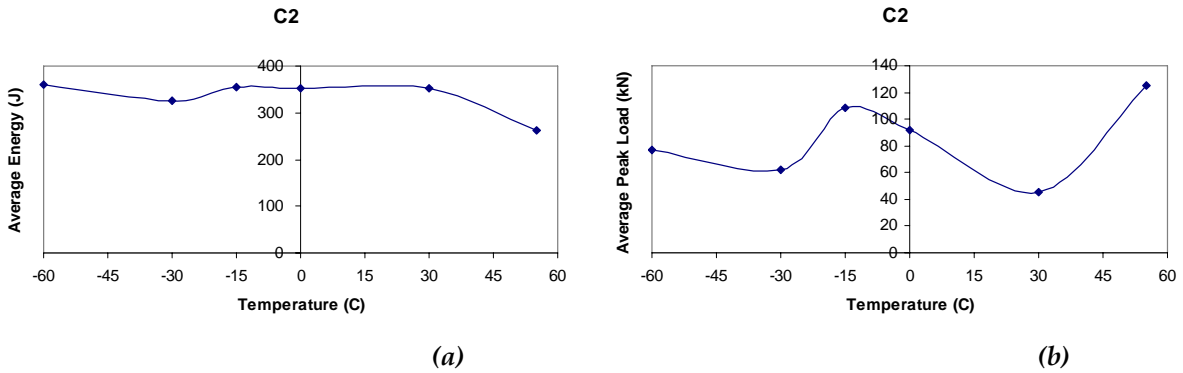 C2
Average Energy (J)
400
300
200
100
0
-60 -45 -30 -15 0 15 30 45 60
Temperature (C)
(a)
C2
Average Peak Load (kN)
140
120
100
80
60
40
20
0
-60 -45 -30 -15 0 15 30 45 60
Temperature (C)
(b)